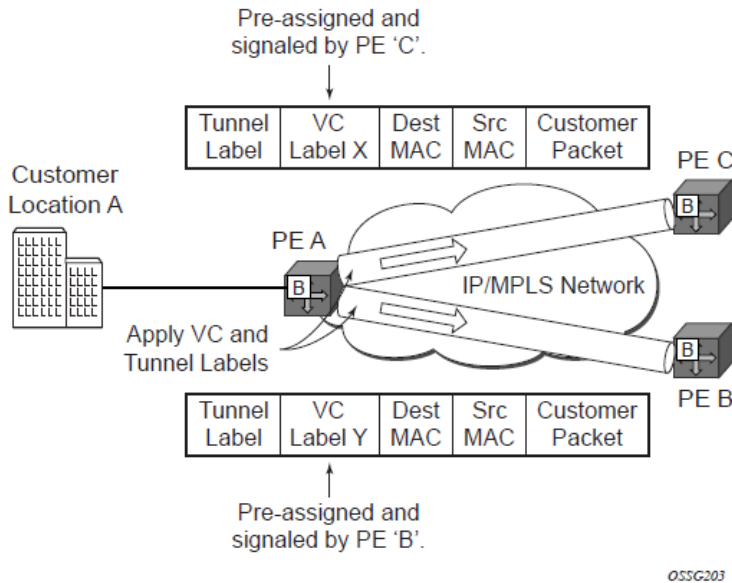 Pre-assigned and
signaled by PE ‘C’.
Tunnel Label
VC Label X
Dest MAC
Src MAC
Customer Packet
PE C
Customer
Location A
PE A
B
B
IP/MPLS Network
Apply VC and
Tunnel Labels
B
PE B
Tunnel Label
VC Label Y
Dest MAC
Src MAC
Customer Packet
Pre-assigned and
signaled by PE ‘B’.
OSSG203